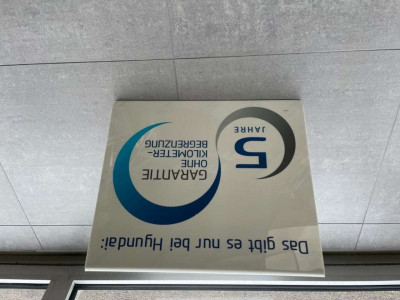 Das gibt es nur bei Hyundai:
5
JAHRE
GARANTIE
OHNE
KILOMETER-
BEGRENZUNG